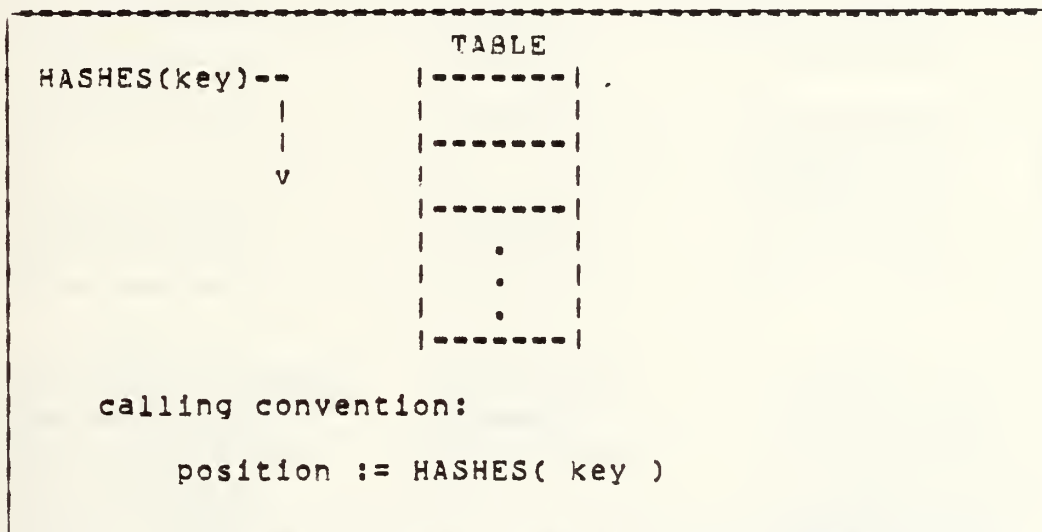 TABLE
HASHES(key)--        |-------| .
|            |       |
|            |-------|
v            |       |
|-------|
|   .   |
|   .   |
|   .   |
|-------|
calling convention:
position := HASHES( key )